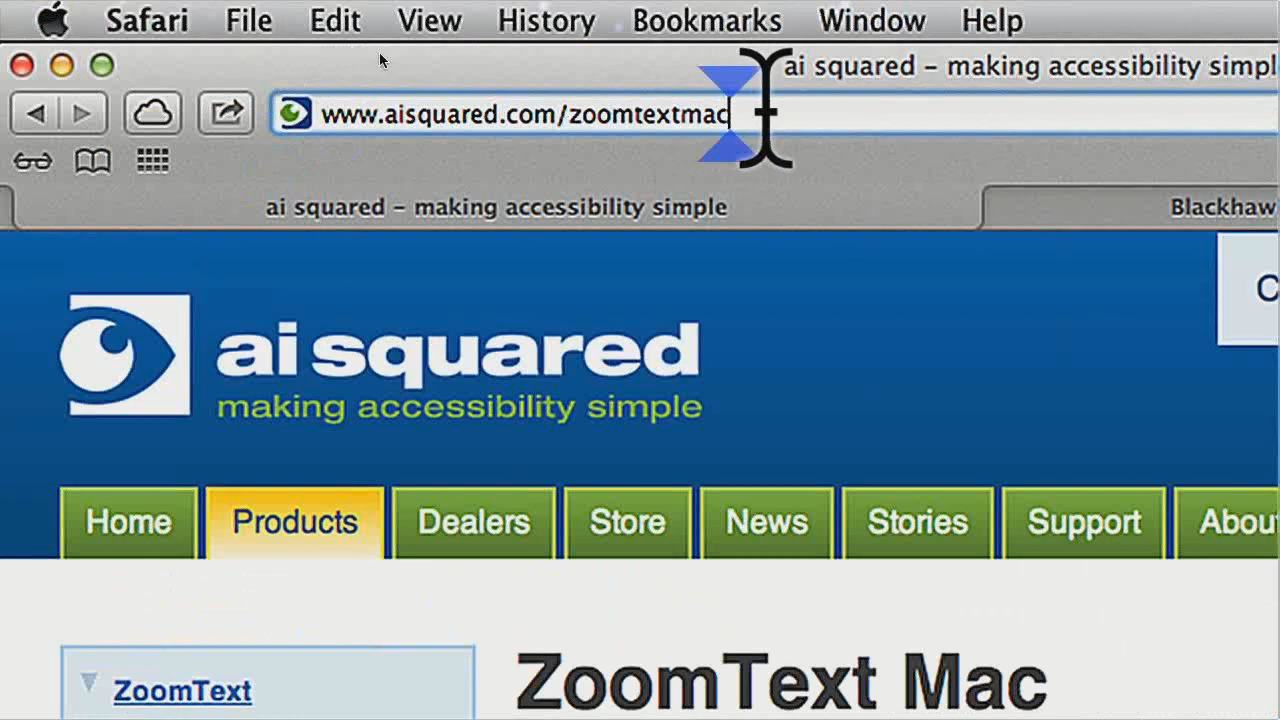 Safari File Edit View History Bookmarks Window Help
ai squared – making accessibility simpl
www.aisquared.com/zoomtextmac
ai squared – making accessibility simple
Blackhaw
ai squared
making accessibility simple
Home Products Dealers Store News Stories Support Abou
ZoomText
ZoomText Mac